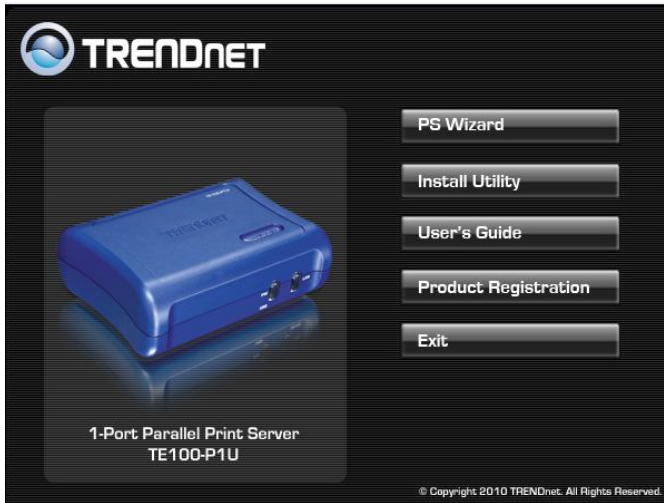 TRENDNET
PS Wizard
Install Utility
User's Guide
Product Registration
Exit
TRENDNET
1-Port Parallel Print Server
TE100-P1U
© Copyright 2010 TRENDnet. All Rights Reserved.